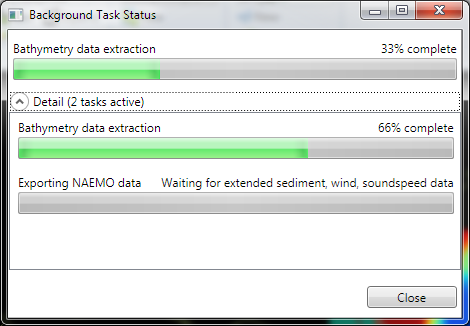 Background Task Status
Bathymetry data extraction 33% complete
Detail (2 tasks active)
Bathymetry data extraction 66% complete
Exporting NAEMO data Waiting for extended sediment, wind, soundspeed data
Close